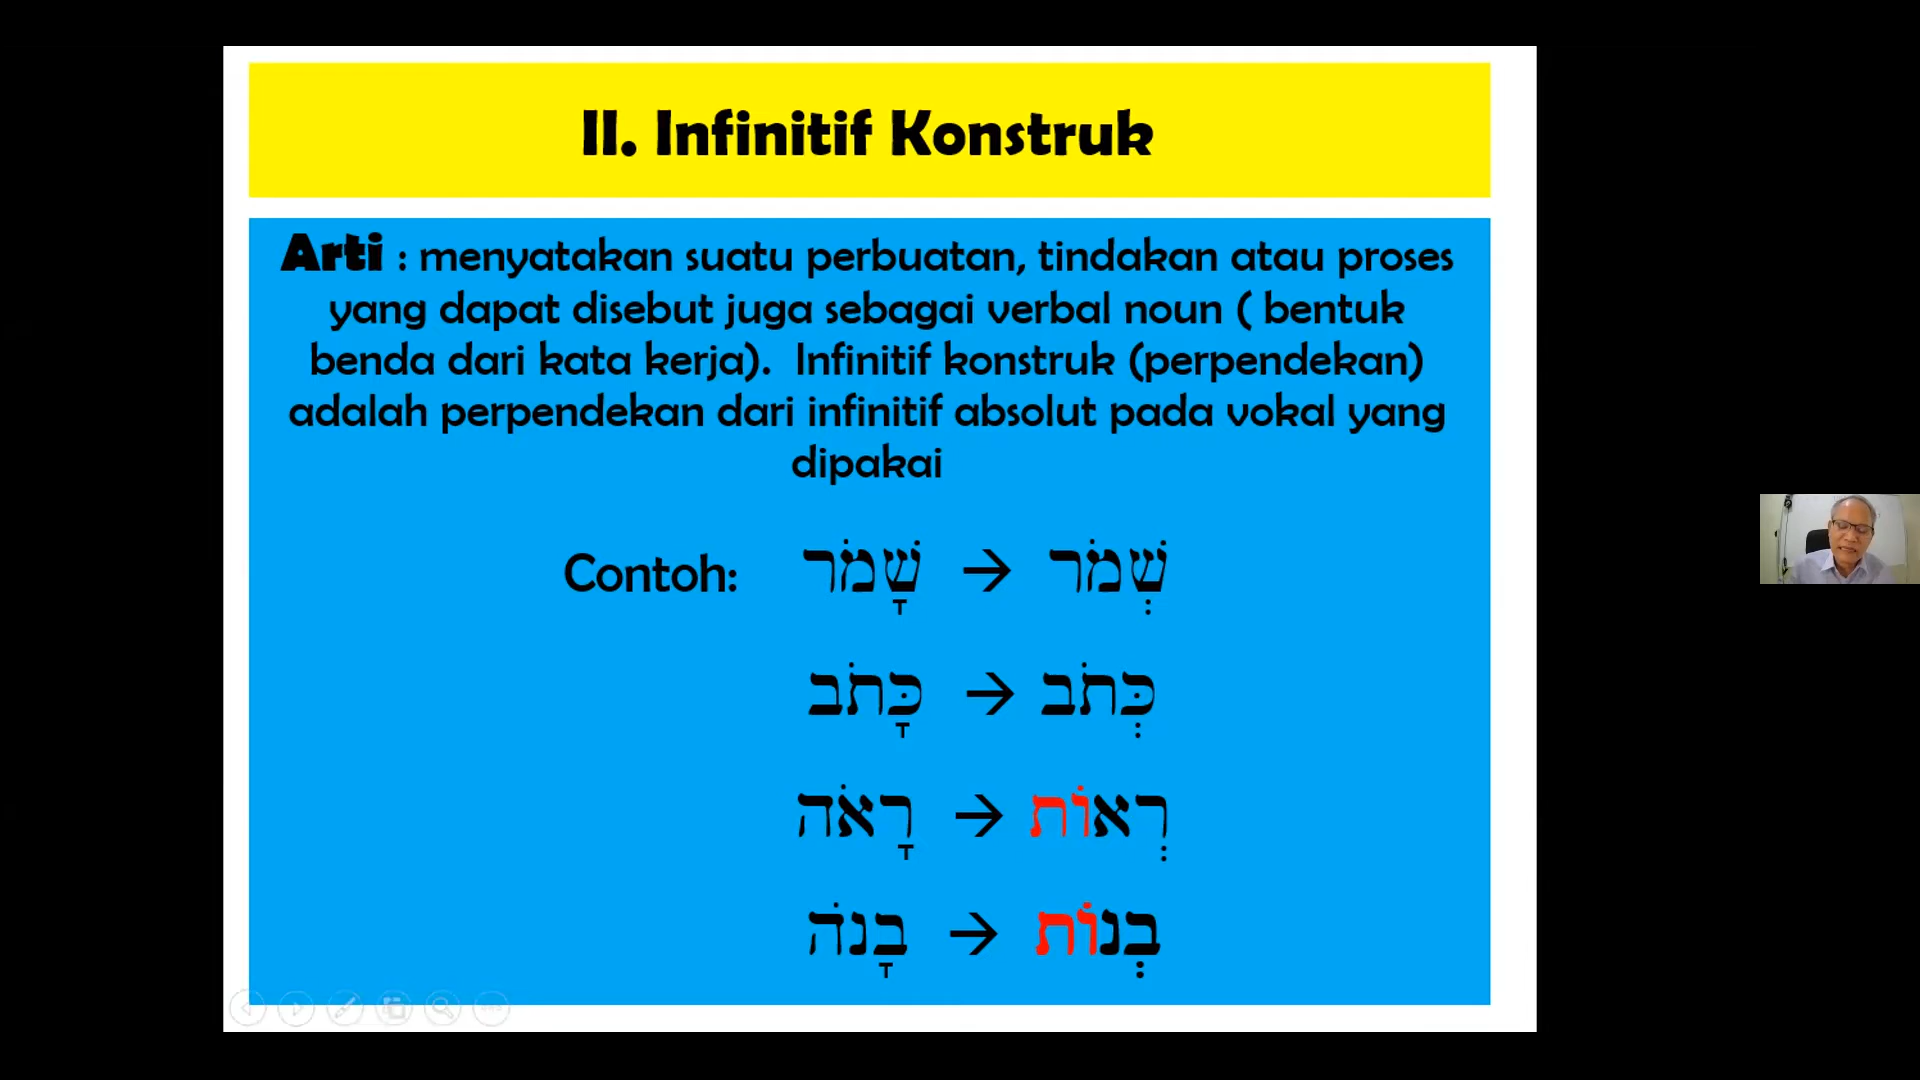 II. Infinitif Konstruk
Arti : menyatakan suatu perbuatan, tindakan atau proses
yang dapat disebut juga sebagai verbal noun ( bentuk
benda dari kata kerja).  Infinitif konstruk (perpendekan)
adalah perpendekan dari infinitif absolut pada vokal yang
dipakai
Contoh: שָׁמֹר → שְׁמֹר
כָּתֹב → כְּתֹב
רָאֹה → רְאוֹת
בָנֹה → בְנוֹת